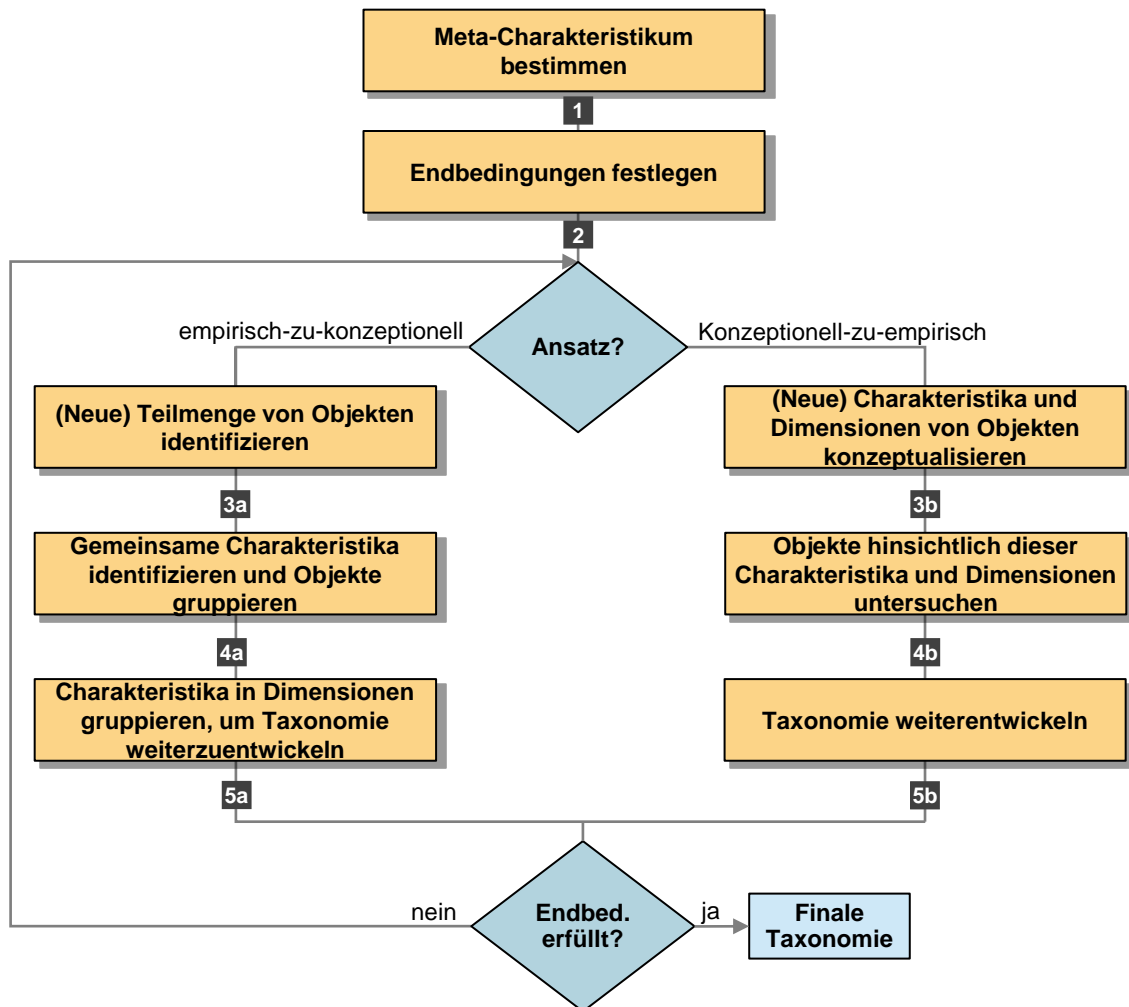 Meta-Charakteristikum
bestimmen
1
Endbedingungen festlegen
2
Ansatz?
empirisch-zu-konzeptionell
Konzeptionell-zu-empirisch
(Neue) Teilmenge von Objekten
identifizieren
3a
Gemeinsame Charakteristika
identifizieren und Objekte
gruppieren
4a
Charakteristika in Dimensionen
gruppieren, um Taxonomie
weiterzuentwickeln
5a
(Neue) Charakteristika und
Dimensionen von Objekten
konzeptualisieren
3b
Objekte hinsichtlich dieser
Charakteristika und Dimensionen
untersuchen
4b
Taxonomie weiterentwickeln
5b
nein
Endbed.
erfüllt?
ja
Finale
Taxonomie